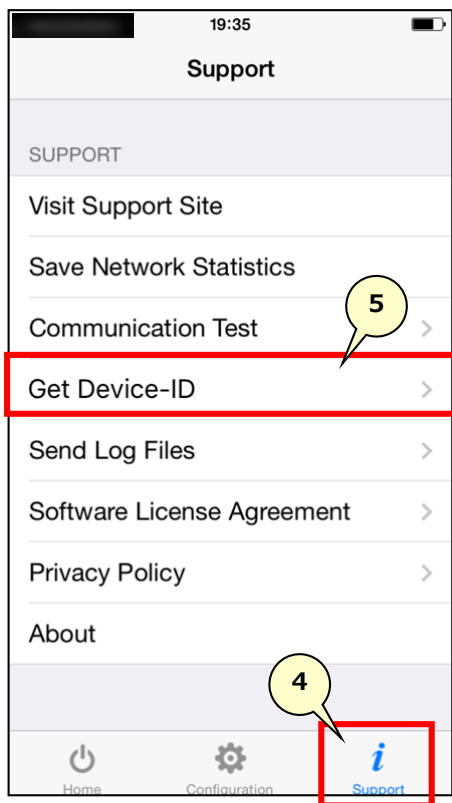 19:35
Support
SUPPORT
Visit Support Site
Save Network Statistics
5
Communication Test
Get Device-ID
Send Log Files
Software License Agreement
Privacy Policy
About
4
Home Configuration Support